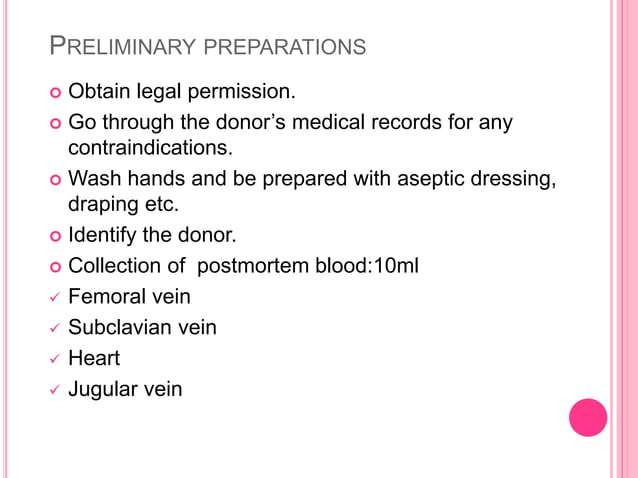 PRELIMINARY PREPARATIONS
Obtain legal permission.
Go through the donor’s medical records for any
contraindications.
Wash hands and be prepared with aseptic dressing,
draping etc.
Identify the donor.
Collection of postmortem blood:10ml
Femoral vein
Subclavian vein
Heart
Jugular vein